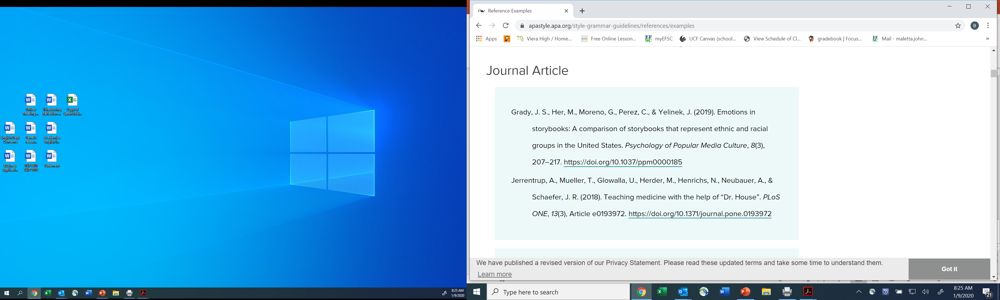 Officer
Meeting ...
1Shadowing
Reflection ...
Copy of
Sarah Robi...
English Dept
Concerns
Genetic
resear...
Academies
English I...
Business
Applicati...
1SIP EXIT
SLIP 2019
Statement
8:25 AM
1/9/2020
Reference Examples
apastyle.apa.org/style-grammar-guidelines/references/examples
B
Apps
Viera High / Home...
Free Online Lesson...
EFSC myEFSC
UCF Canvas (school...
View Schedule of Cl...
gradebook | Focus...
EFSC Mail - maletta.john...
»
Journal Article
Grady, J. S., Her, M., Moreno, G., Perez, C., & Yelinek, J. (2019). Emotions in
storybooks: A comparison of storybooks that represent ethnic and racial
groups in the United States. Psychology of Popular Media Culture, 8(3),
207–217. https://doi.org/10.1037/ppm0000185
Jerrentrup, A., Mueller, T., Glowalla, U., Herder, M., Henrichs, N., Neubauer, A., &
Schaefer, J. R. (2018). Teaching medicine with the help of “Dr. House”. PLoS
ONE, 13(3), Article e0193972. https://doi.org/10.1371/journal.pone.0193972
We have published a revised version of our Privacy Statement. Please read these updated terms and take some time to understand them.
Learn more
Got it
Type here to search
8:25 AM
1/9/2020
21